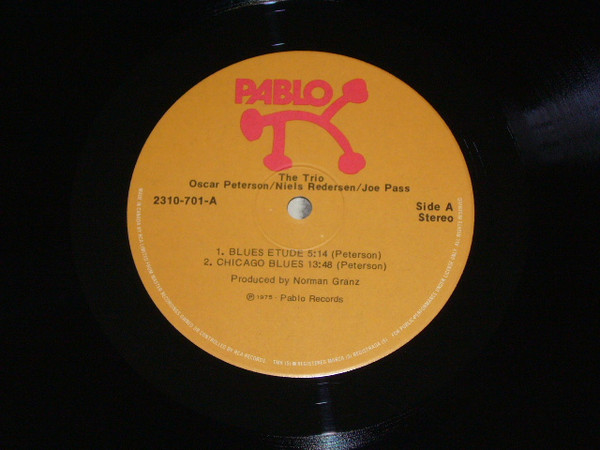 PABLO
The Trio
Oscar Peterson/Niels Redersen/Joe Pass
2310-701-A
Side A
Stereo
1. BLUES ETUDE 5:14 (Peterson)
2. CHICAGO BLUES 13:48 (Peterson)
Produced by Norman Granz
℗ 1975 · Pablo Records